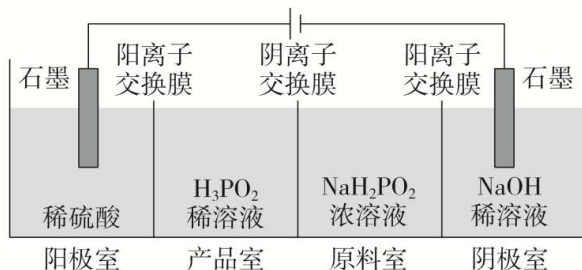 石墨
阳离子
交换膜
阴离子
交换膜
阳离子
交换膜
石墨
稀硫酸
H₃PO₂
稀溶液
NaH₂PO₂
浓溶液
NaOH
稀溶液
阳极室
产品室
原料室
阴极室